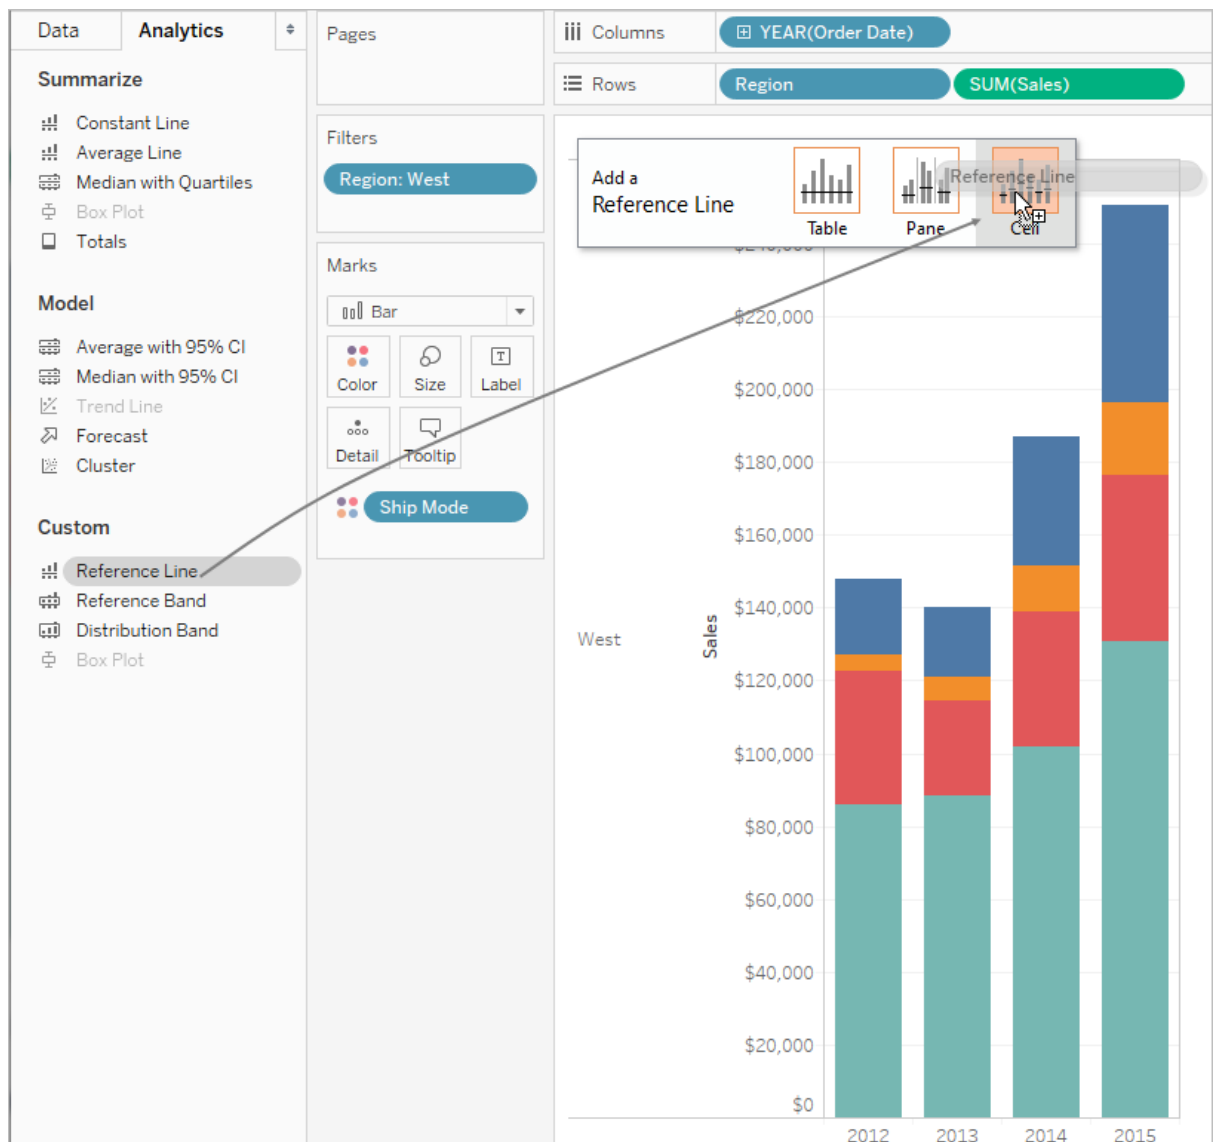 Data
Analytics
Summarize
Constant Line
Average Line
Median with Quartiles
Box Plot
Totals
Model
Average with 95% CI
Median with 95% CI
Trend Line
Forecast
Cluster
Custom
Reference Line
Reference Band
Distribution Band
Box Plot
Pages
Filters
Region: West
Marks
Bar
Color
Size
T
Label
Detail
Tooltip
Ship Mode
Columns
YEAR(Order Date)
Rows
Region
SUM(Sales)
Add a
Reference Line
Table
Pane
Cell
Reference Line
$240,000
$220,000
$200,000
$180,000
$160,000
$140,000
$120,000
$100,000
$80,000
$60,000
$40,000
$20,000
$0
West
Sales
2012
2013
2014
2015